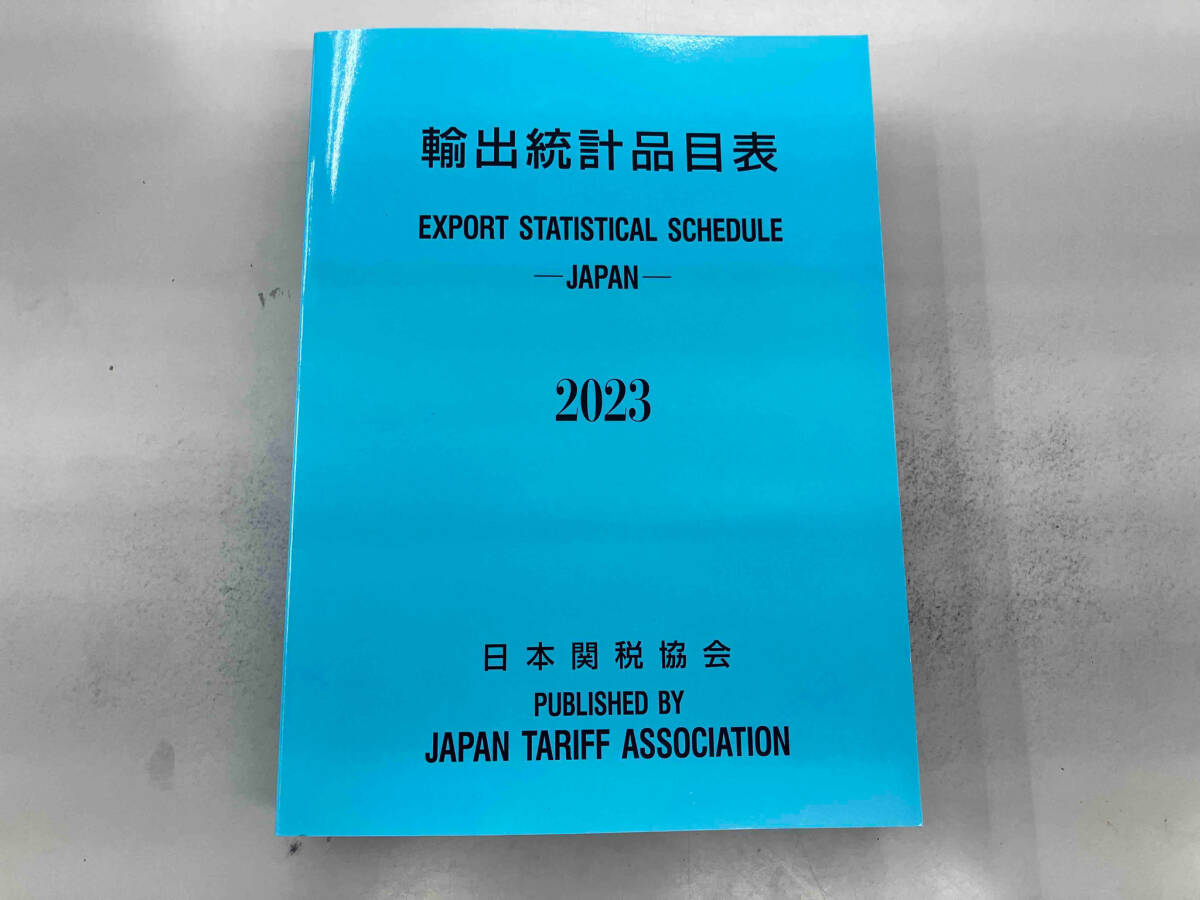 輸出統計品目表
EXPORT STATISTICAL SCHEDULE
—JAPAN—
2023
日本関税協会
PUBLISHED BY
JAPAN TARIFF ASSOCIATION